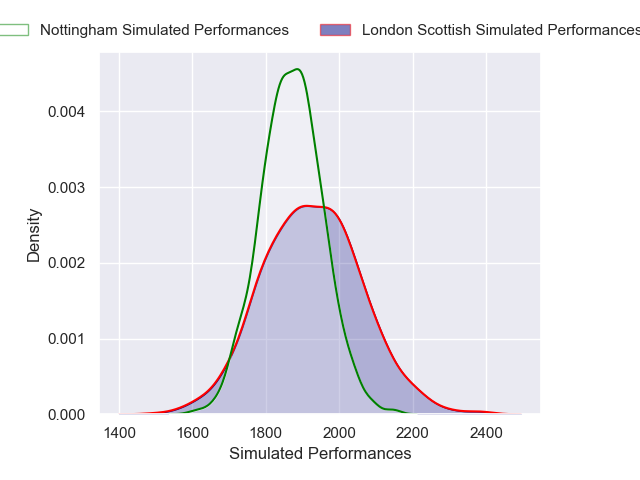 Nottingham Simulated Performances London Scottish Simulated Performances
0.004
0.003
0.002
0.001
0.000
Density
1400 1600 1800 2000 2200 2400
Simulated Performances